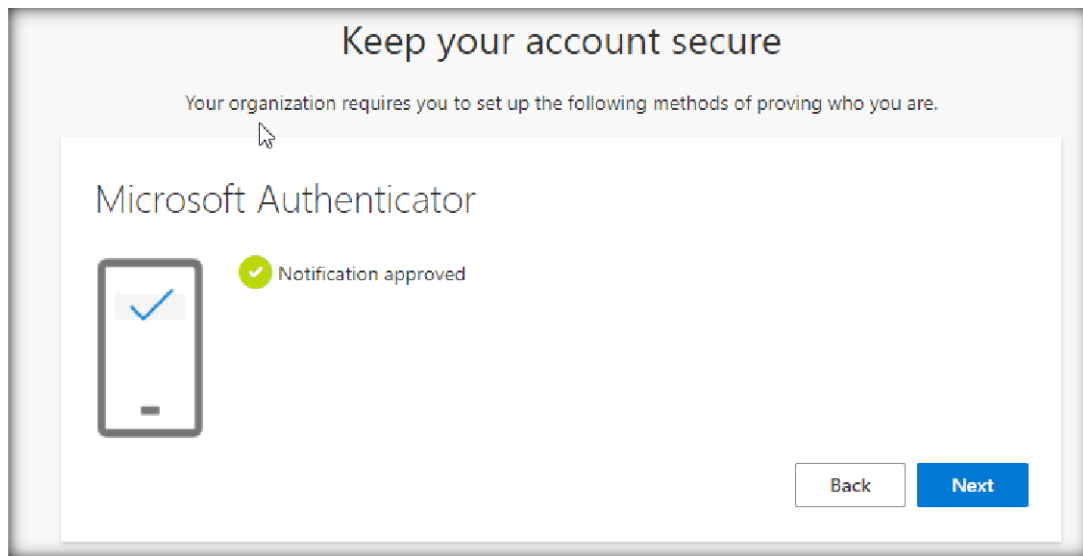 Keep your account secure
Your organization requires you to set up the following methods of proving who you are.
Microsoft Authenticator
Notification approved
Back
Next